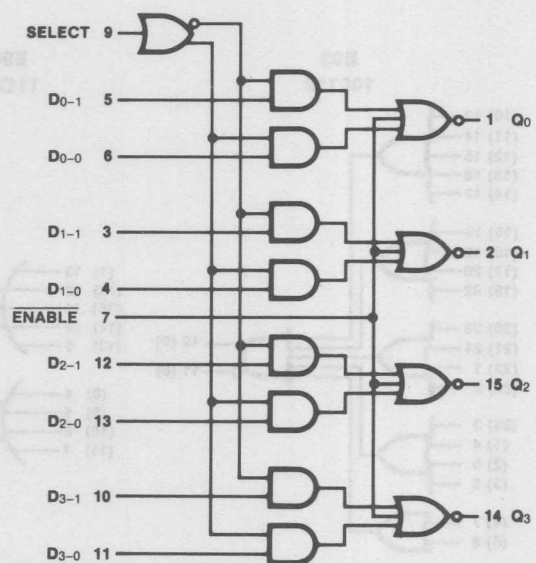 SELECT 9
D0-1 5
1 Q0
D0-0 6
D1-1 3
2 Q1
D1-0 4
ENABLE 7
D2-1 12
15 Q2
D2-0 13
D3-1 10
14 Q3
D3-0 11